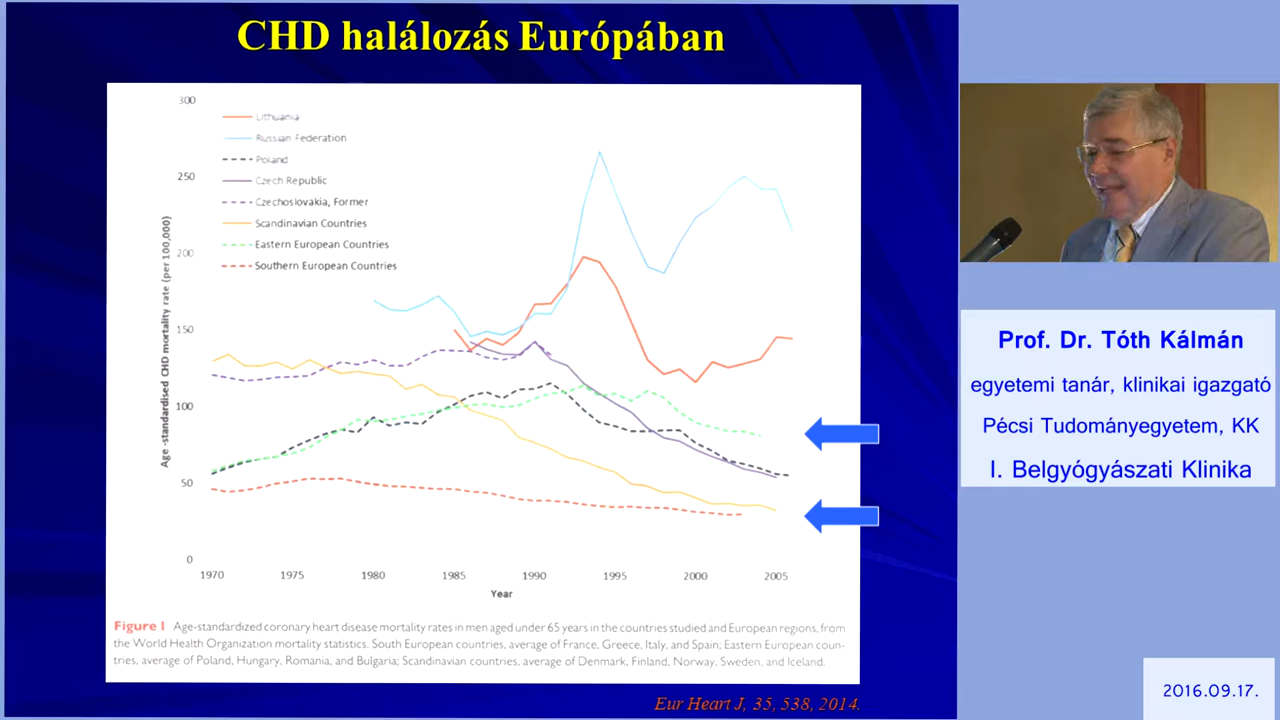 CHD halálozás Európában
300
250
200
150
100
50
0
Age-standardised CHD mortality rate (per 100,000)
Lithuania
Russian Federation
Poland
Czech Republic
Czechoslovakia, Former
Scandinavian Countries
Eastern European Countries
Southern European Countries
1970 1975 1980 1985 1990 1995 2000 2005
Year
Figure 1 Age-standardized coronary heart disease mortality rates in men aged under 65 years in the countries studied and European regions, from
the World Health Organization mortality statistics. South European countries, average of France, Greece, Italy, and Spain; Eastern European coun-
tries, average of Poland, Hungary, Romania, and Bulgaria; Scandinavian countries, average of Denmark, Finland, Norway, Sweden, and Iceland.
Eur Heart J, 35, 538, 2014.
Prof. Dr. Tóth Kálmán
egyetemi tanár, klinikai igazgató
Pécsi Tudományegyetem, KK
I. Belgyógyászati Klinika
2016.09.17.